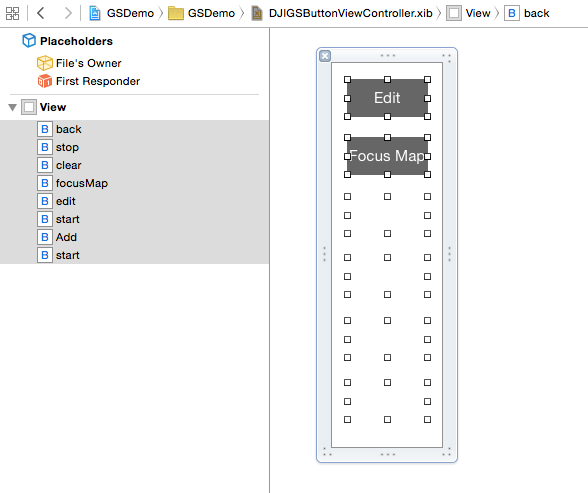 GSDemo GSDemo DJIGSButtonViewController.xib View B back
Placeholders
File's Owner
First Responder
View
B back
B stop
B clear
B focusMap
B edit
B start
B Add
B start
Edit
Focus Map